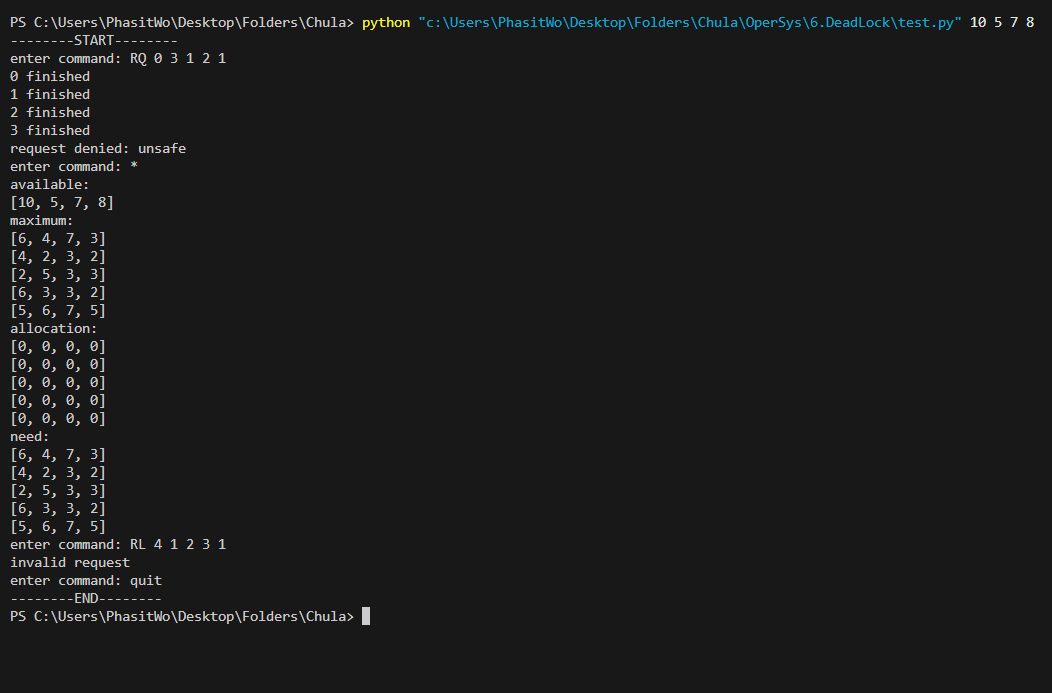 PS C:\Users\PhasitWo\Desktop\Folders\Chula> python "c:\Users\PhasitWo\Desktop\Folders\Chula\OperSys\6.DeadLock\test.py" 10 5 7 8
--------START--------
enter command: RQ 0 3 1 2 1
0 finished
1 finished
2 finished
3 finished
request denied: unsafe
enter command: *
available:
[10, 5, 7, 8]
maximum:
[6, 4, 7, 3]
[4, 2, 3, 2]
[2, 5, 3, 3]
[6, 3, 3, 2]
[5, 6, 7, 5]
allocation:
[0, 0, 0, 0]
[0, 0, 0, 0]
[0, 0, 0, 0]
[0, 0, 0, 0]
[0, 0, 0, 0]
need:
[6, 4, 7, 3]
[4, 2, 3, 2]
[2, 5, 3, 3]
[6, 3, 3, 2]
[5, 6, 7, 5]
enter command: RL 4 1 2 3 1
invalid request
enter command: quit
--------END--------
PS C:\Users\PhasitWo\Desktop\Folders\Chula>